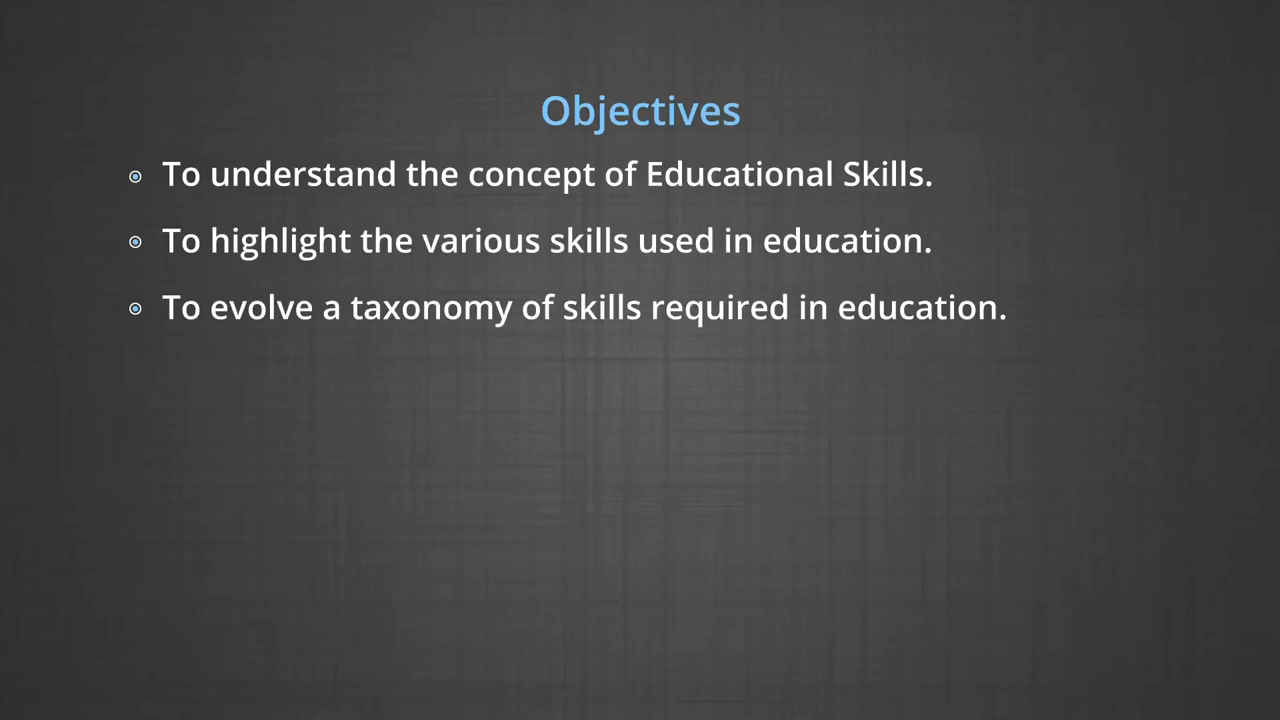 Objectives
To understand the concept of Educational Skills.
To highlight the various skills used in education.
To evolve a taxonomy of skills required in education.